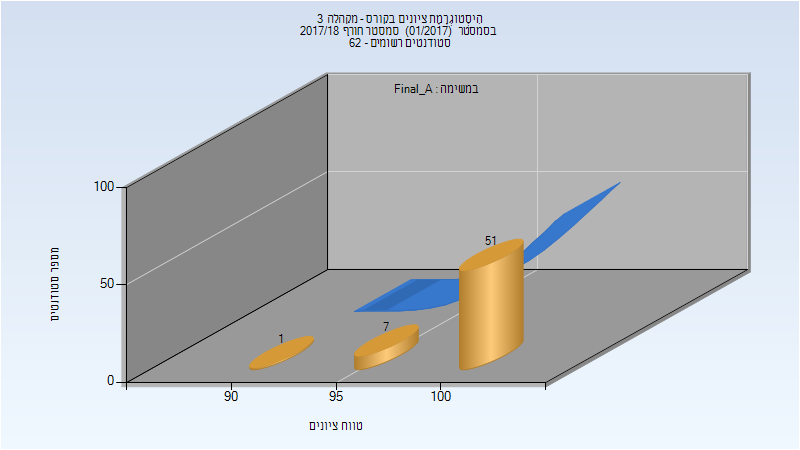 היסטוגרמת ציונים בקורס - מקהלה 3
בסמסטר (01/2017) סמסטר חורף 2017/18
סטודנטים רשומים - 62
במשימה : Final_A
100
50
0
מספר סטודנטים
1
7
51
90
95
100
טווח ציונים